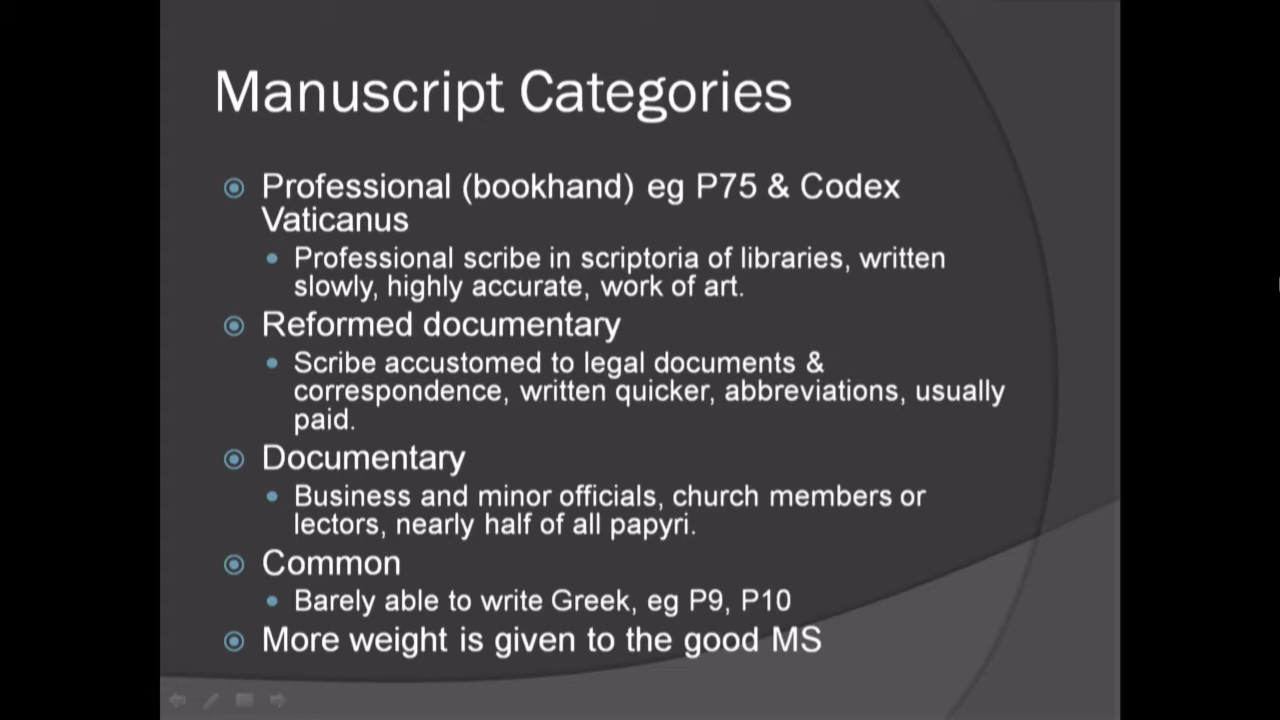 Manuscript Categories
Professional (bookhand) eg P75 & Codex
Vaticanus
Professional scribe in scriptoria of libraries, written
slowly, highly accurate, work of art.
Reformed documentary
Scribe accustomed to legal documents &
correspondence, written quicker, abbreviations, usually
paid.
Documentary
Business and minor officials, church members or
lectors, nearly half of all papyri.
Common
Barely able to write Greek, eg P9, P10
More weight is given to the good MS